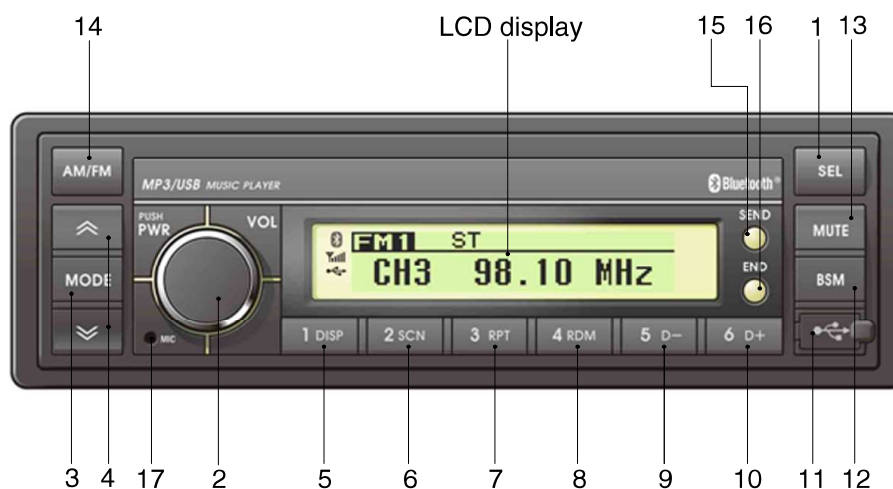 14 LCD display 15 16 1 13
AM/FM
MP3/USB MUSIC PLAYER
Bluetooth®
SEL
PUSH
PWR
VOL
SEND
MUTE
FM1 ST
CH3 98.10 MHz
MODE
END
BSM
MIC
1 DISP 2 SCN 3 RPT 4 RDM 5 D− 6 D+
3 4 17 2 5 6 7 8 9 10 11 12